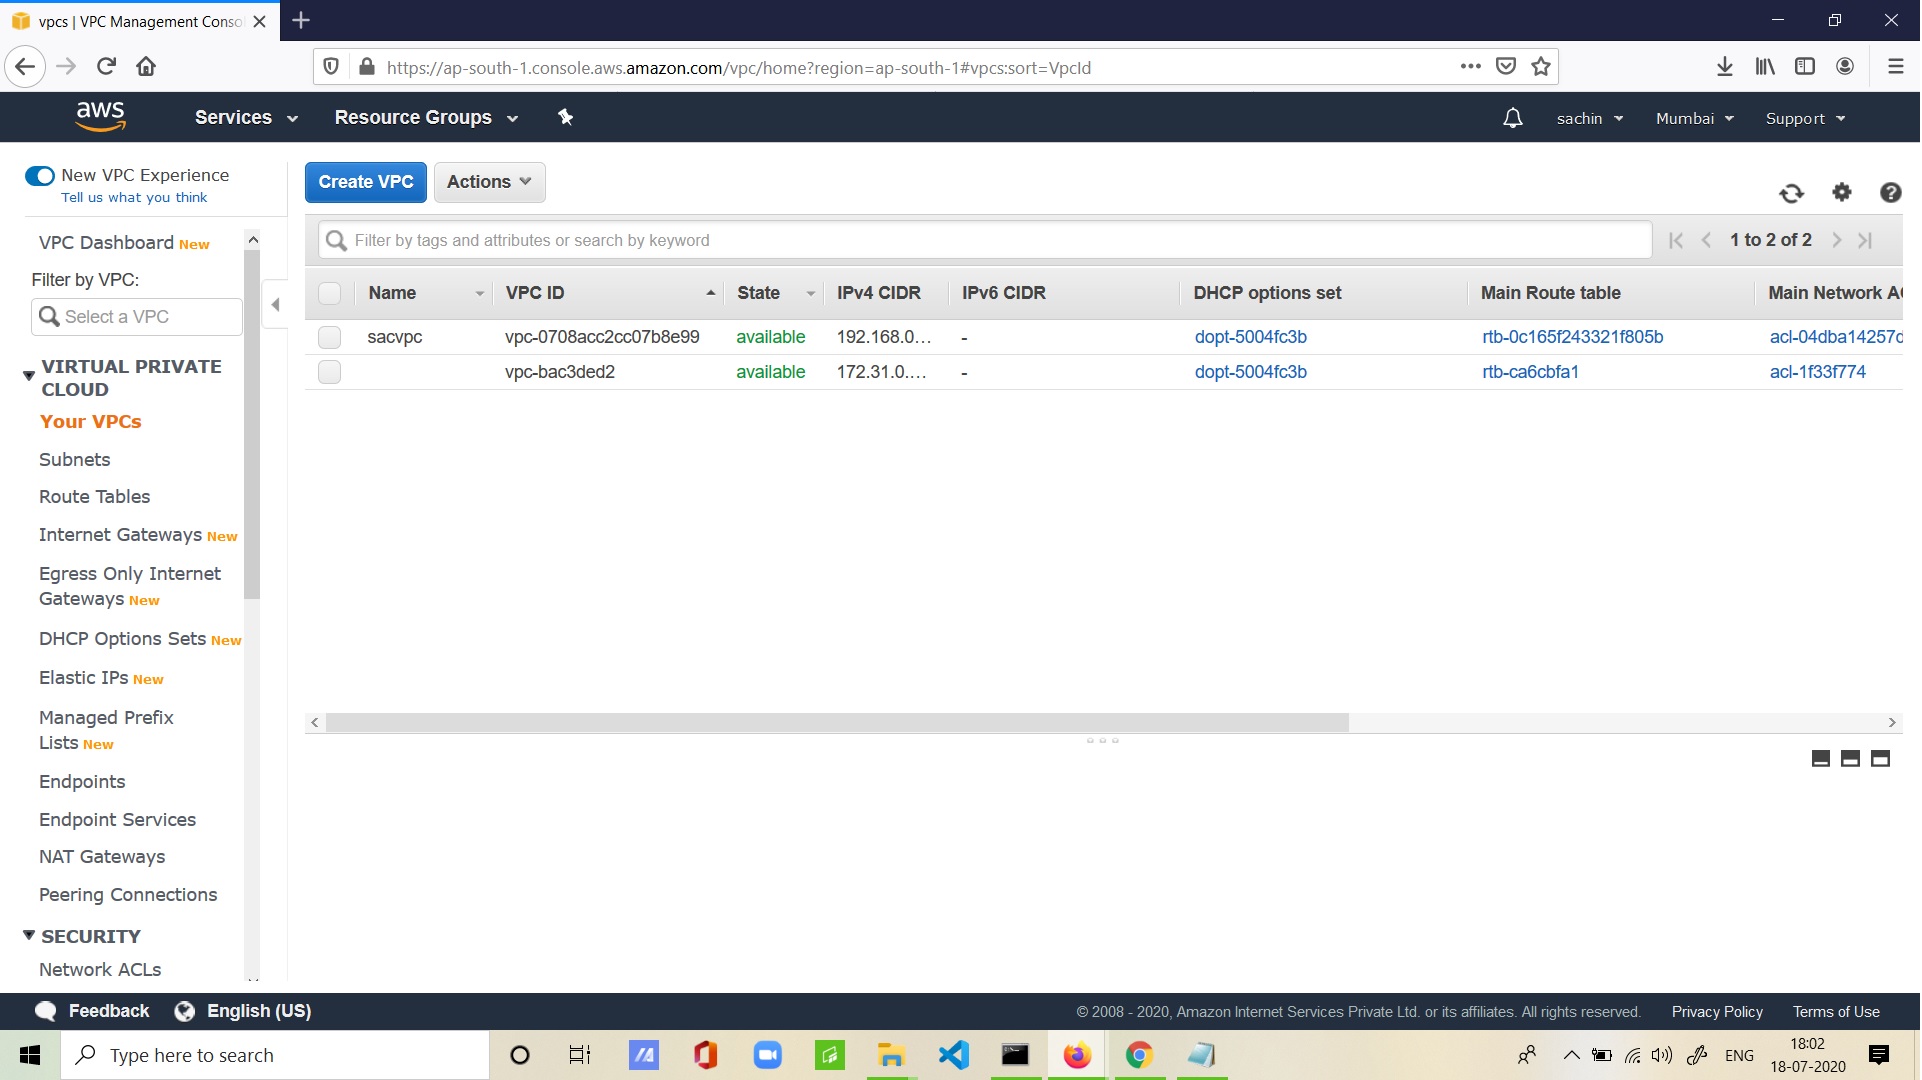 vpcs | VPC Management Conso
https://ap-south-1.console.aws.amazon.com/vpc/home?region=ap-south-1#vpcs:sort=VpcId
aws
Services
Resource Groups
sachin
Mumbai
Support
New VPC Experience
Tell us what you think
Create VPC
Actions
VPC Dashboard New
Filter by VPC:
Select a VPC
VIRTUAL PRIVATE
CLOUD
Your VPCs
Subnets
Route Tables
Internet Gateways New
Egress Only Internet
Gateways New
DHCP Options Sets New
Elastic IPs New
Managed Prefix
Lists New
Endpoints
Endpoint Services
NAT Gateways
Peering Connections
SECURITY
Network ACLs
Filter by tags and attributes or search by keyword
1 to 2 of 2
Name VPC ID State IPv4 CIDR IPv6 CIDR DHCP options set Main Route table Main Network A
sacvpc vpc-0708acc2cc07b8e99 available 192.168.0... - dopt-5004fc3b rtb-0c165f243321f805b acl-04dba14257
vpc-bac3ded2 available 172.31.0.... - dopt-5004fc3b rtb-ca6cbfa1 acl-1f33f774
Feedback
English (US)
© 2008 - 2020, Amazon Internet Services Private Ltd. or its affiliates. All rights reserved.
Privacy Policy
Terms of Use
Type here to search
ENG
18:02
18-07-2020